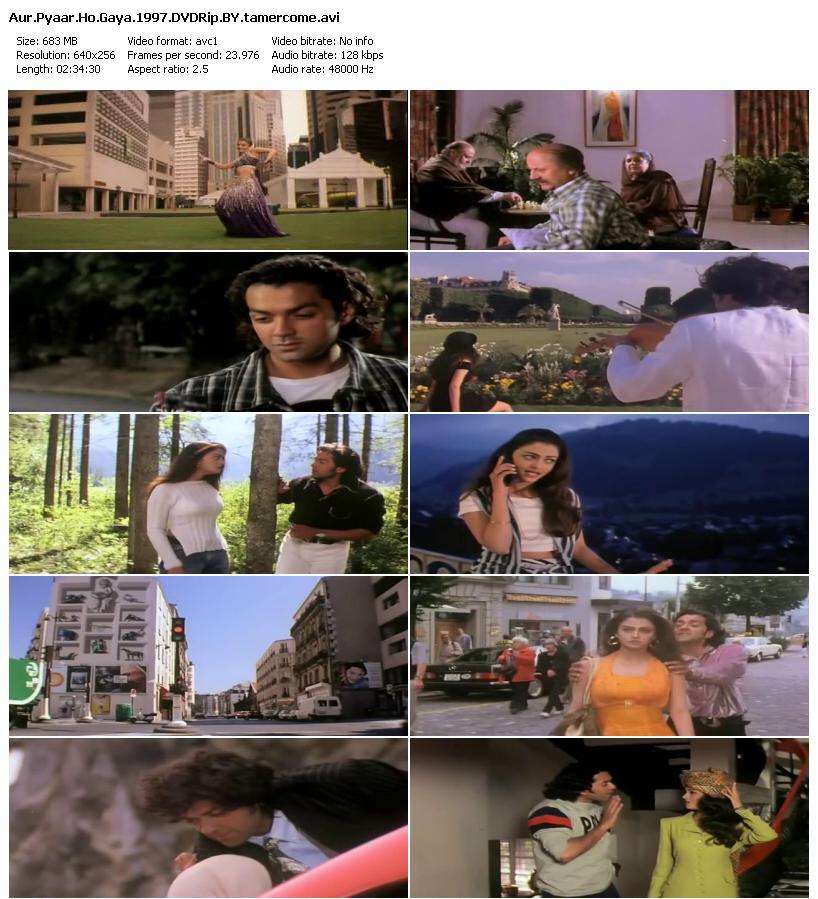 Aur.Pyaar.Ho.Gaya.1997.DVDRip.BY.tamercome.avi
Size: 683 MB Video format: avc1 Video bitrate: No info
Resolution: 640x256 Frames per second: 23.976 Audio bitrate: 128 kbps
Length: 02:34:30 Aspect ratio: 2.5 Audio rate: 48000 Hz